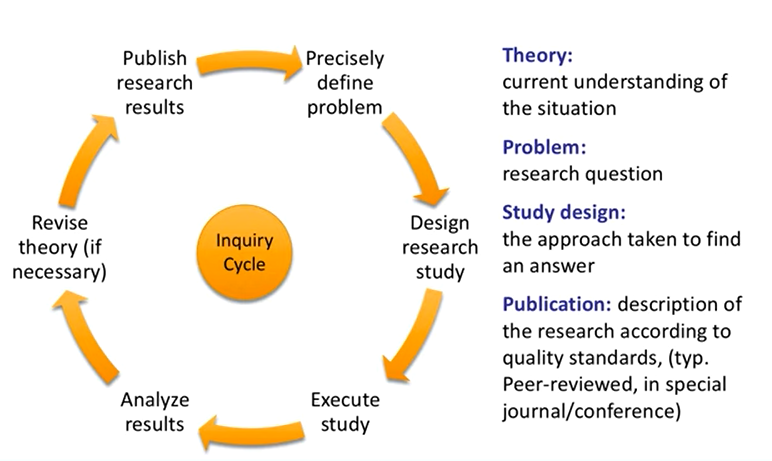 Publish
research
results
Precisely
define
problem
Design
research
study
Execute
study
Analyze
results
Revise
theory (if
necessary)
Inquiry
Cycle
Theory:
current understanding of
the situation
Problem:
research question
Study design:
the approach taken to find
an answer
Publication: description of
the research according to
quality standards, (typ.
Peer-reviewed, in special
journal/conference)